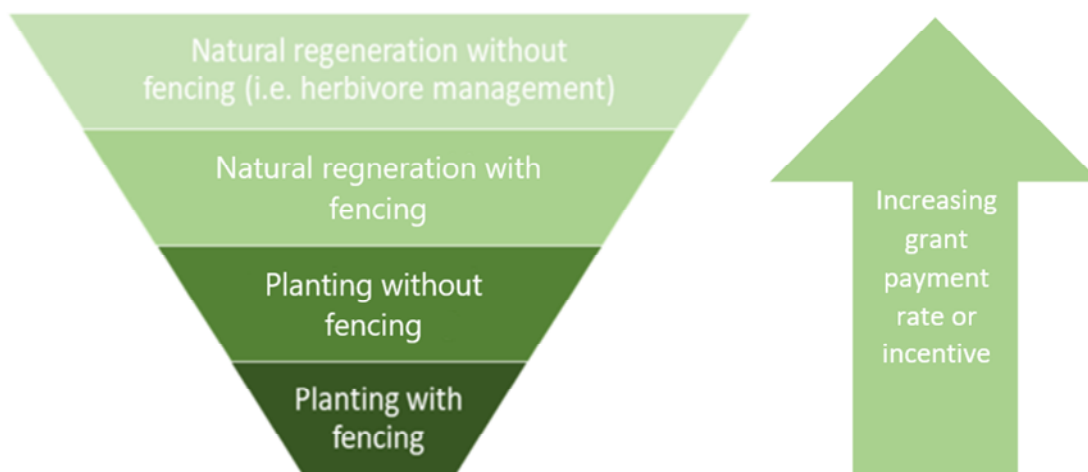 Natural regeneration without
fencing (i.e. herbivore management)
Natural regneration with
fencing
Planting without
fencing
Planting with
fencing
Increasing
grant
payment
rate or
incentive